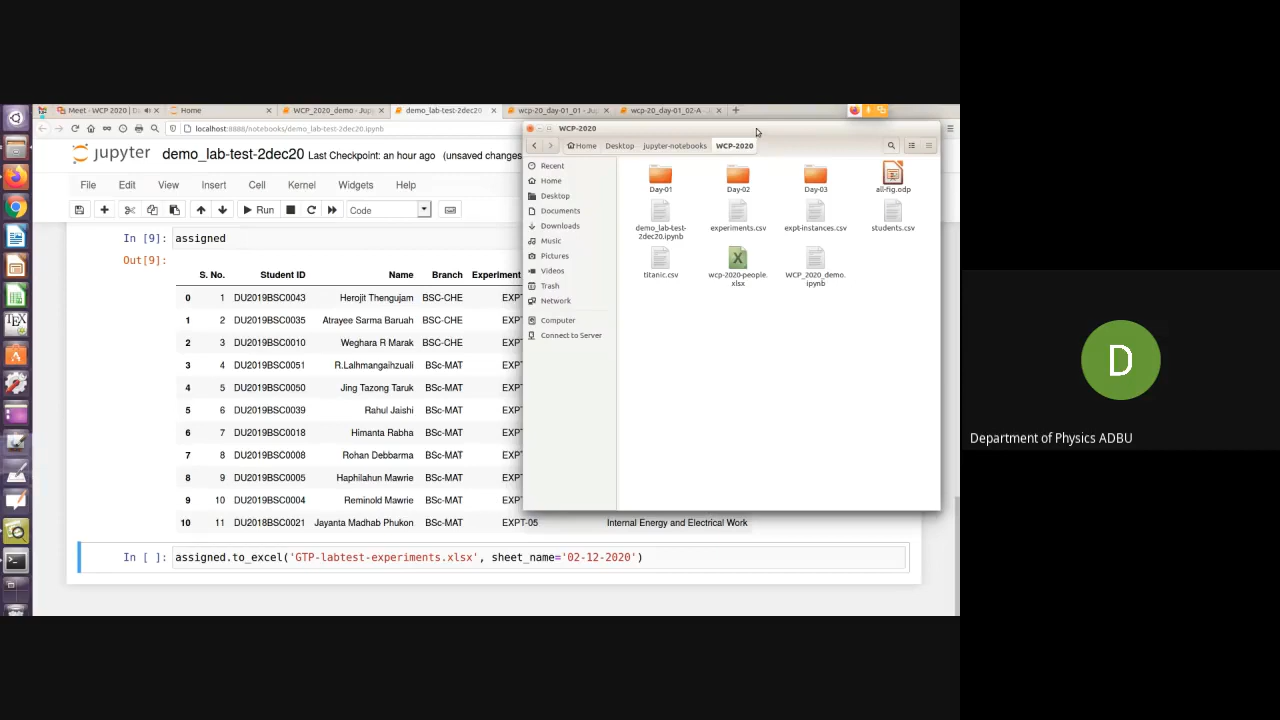 Meet - WCP 2020 | D
Home
WCP_2020_demo - Jup
demo_lab-test-2dec20
wcp-20_day-01_01 - Ju
wcp-20_day-01_02-A - J
localhost:8888/notebooks/demo_lab-test-2dec20.ipynb
jupyter demo_lab-test-2dec20 Last Checkpoint: an hour ago (unsaved changes
File Edit View Insert Cell Kernel Widgets Help
Run Code
In [9]: assigned
Out[9]:
S. No. Student ID Name Branch Experiment
0 1 DU2019BSC0043 Herojit Thengujam BSC-CHE EXPT
1 2 DU2019BSC0035 Atrayee Sarma Baruah BSC-CHE EXPT
2 3 DU2019BSC0010 Weghara R Marak BSC-CHE EXPT
3 4 DU2019BSC0051 R.Lalhmangaihzuali BSc-MAT EXPT
4 5 DU2019BSC0050 Jing Tazong Taruk BSc-MAT EXPT
5 6 DU2019BSC0039 Rahul Jaishi BSc-MAT EXPT
6 7 DU2019BSC0018 Himanta Rabha BSc-MAT EXPT
7 8 DU2019BSC0008 Rohan Debbarma BSc-MAT EXPT
8 9 DU2019BSC0005 Haphilahun Mawrie BSc-MAT EXPT
9 10 DU2019BSC0004 Reminold Mawrie BSc-MAT EXPT
10 11 DU2018BSC0021 Jayanta Madhab Phukon BSc-MAT EXPT-05 Internal Energy and Electrical Work
In [ ]: assigned.to_excel('GTP-labtest-experiments.xlsx', sheet_name='02-12-2020')
WCP-2020
Home Desktop jupyter-notebooks WCP-2020
Recent
Home
Desktop
Documents
Downloads
Music
Pictures
Videos
Trash
Network
Computer
Connect to Server
Day-01 Day-02 Day-03 all-fig.odp
demo_lab-test-
2dec20.ipynb
experiments.csv expt-instances.csv students.csv
titanic.csv
wcp-2020-people.
xlsx
WCP_2020_demo.
ipynb
D
Department of Physics ADBU